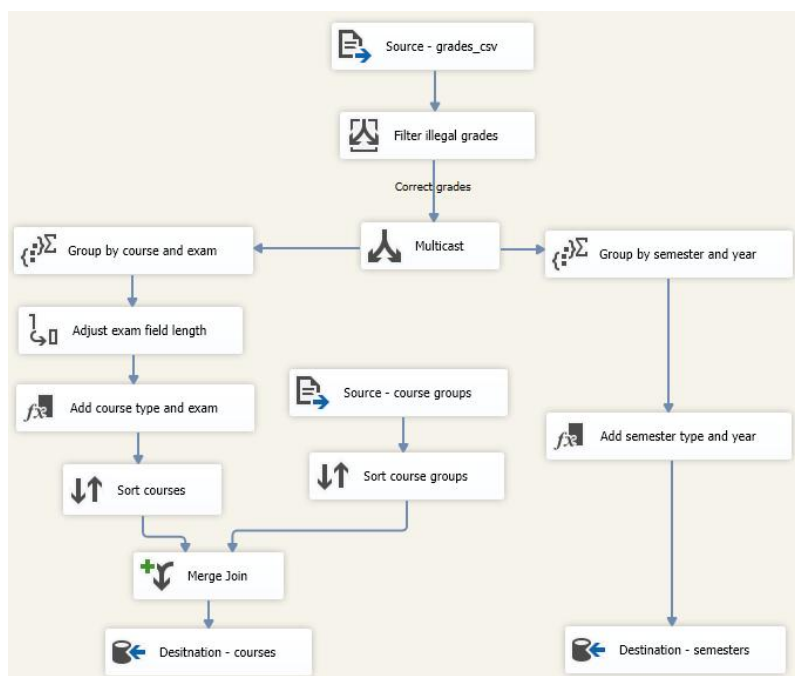 Source - grades_csv
Filter illegal grades
Correct grades
Multicast
Group by course and exam
Group by semester and year
Adjust exam field length
Source - course groups
Add course type and exam
Add semester type and year
Sort courses
Sort course groups
Merge Join
Desitnation - courses
Destination - semesters